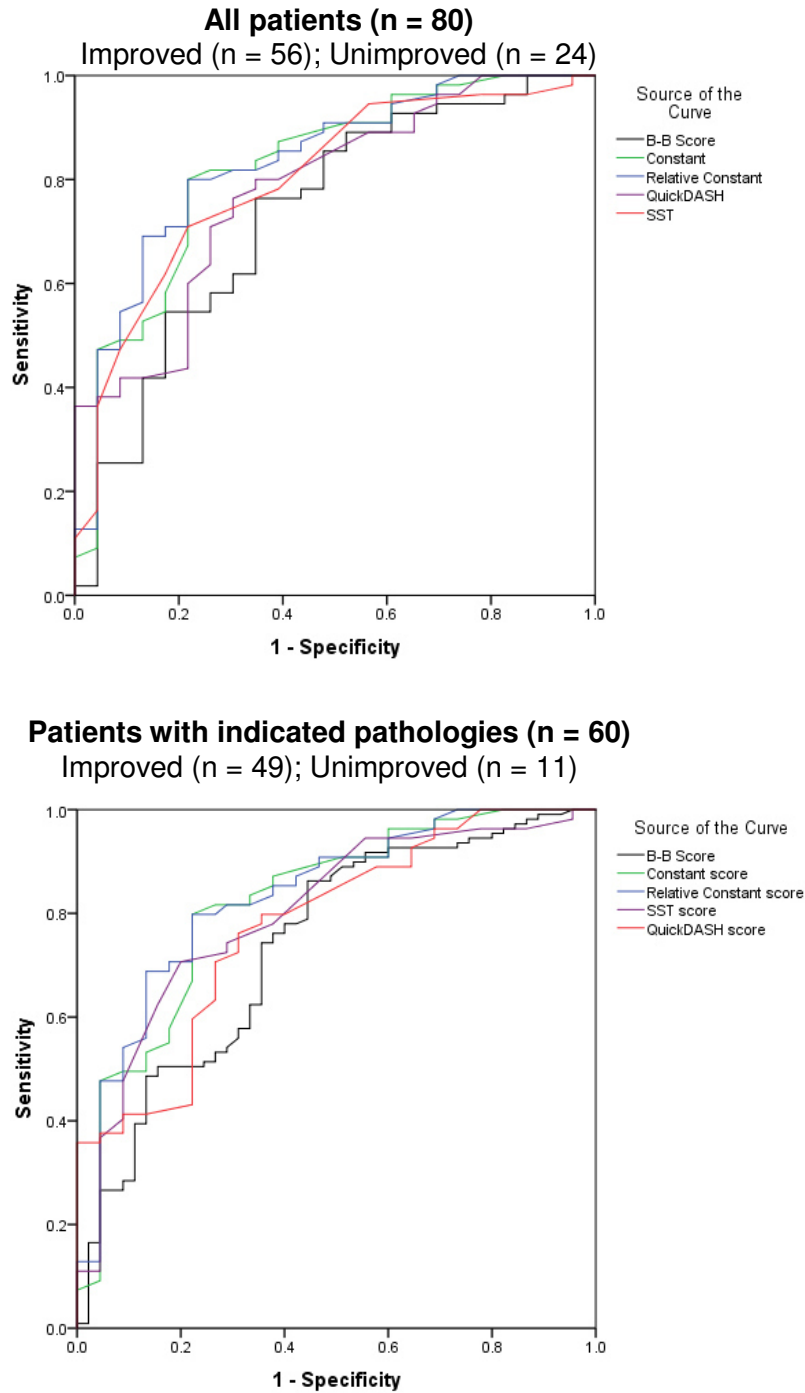 All patients (n = 80)
Improved (n = 56); Unimproved (n = 24)
1.0
0.8
0.6
0.4
0.2
0.0
Sensitivity
0.0 0.2 0.4 0.6 0.8 1.0
1 - Specificity
Source of the
Curve
B-B Score
Constant
Relative Constant
QuickDASH
SST
Patients with indicated pathologies (n = 60)
Improved (n = 49); Unimproved (n = 11)
1.0
0.8
0.6
0.4
0.2
0.0
Sensitivity
0.0 0.2 0.4 0.6 0.8 1.0
1 - Specificity
Source of the Curve
B-B Score
Constant score
Relative Constant score
SST score
QuickDASH score